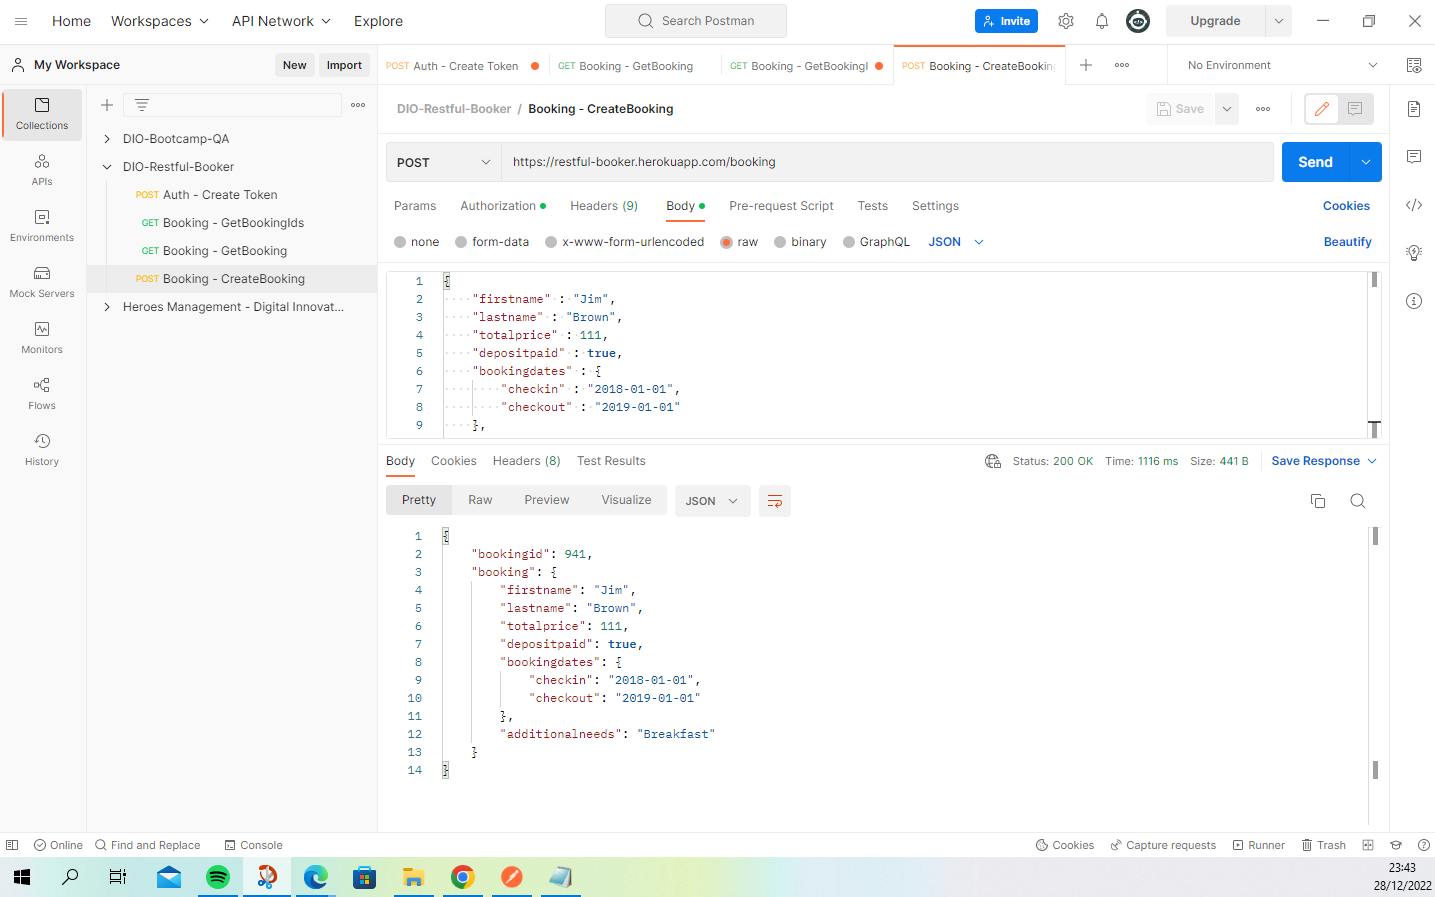 Home Workspaces API Network Explore Search Postman Invite Upgrade
My Workspace New Import POST Auth - Create Token GET Booking - GetBooking GET Booking - GetBookingI POST Booking - CreateBookin No Environment
Collections
APIs
Environments
Mock Servers
Monitors
Flows
History
DIO-Bootcamp-QA
DIO-Restful-Booker
POST Auth - Create Token
GET Booking - GetBookingIds
GET Booking - GetBooking
POST Booking - CreateBooking
Heroes Management - Digital Innovat...
DIO-Restful-Booker / Booking - CreateBooking Save
POST https://restful-booker.herokuapp.com/booking Send
Params Authorization Headers (9) Body Pre-request Script Tests Settings Cookies
none form-data x-www-form-urlencoded raw binary GraphQL JSON Beautify
1 {
2 "firstname" : "Jim",
3 "lastname" : "Brown",
4 "totalprice" : 111,
5 "depositpaid" : true,
6 "bookingdates" : {
7 "checkin" : "2018-01-01",
8 "checkout" : "2019-01-01"
9 },
Body Cookies Headers (8) Test Results Status: 200 OK Time: 1116 ms Size: 441 B Save Response
Pretty Raw Preview Visualize JSON
1 {
2 "bookingid": 941,
3 "booking": {
4 "firstname": "Jim",
5 "lastname": "Brown",
6 "totalprice": 111,
7 "depositpaid": true,
8 "bookingdates": {
9 "checkin": "2018-01-01",
10 "checkout": "2019-01-01"
11 },
12 "additionalneeds": "Breakfast"
13 }
14 }
Online Find and Replace Console Cookies Capture requests Runner Trash
23:43
28/12/2022